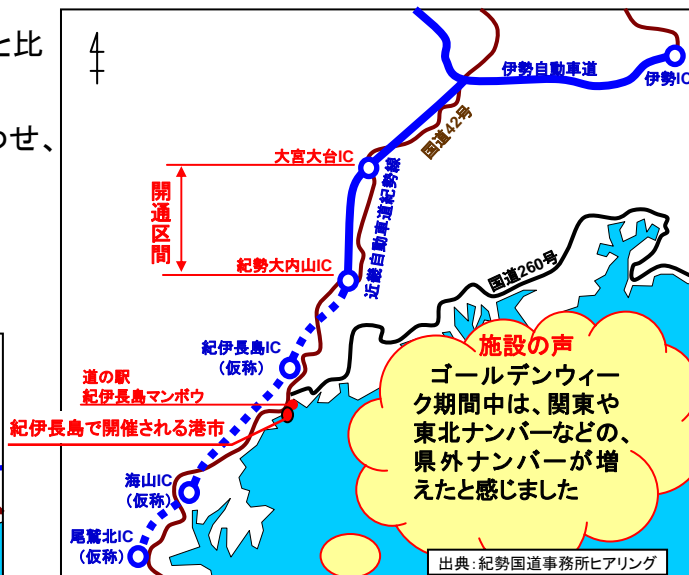 と比
わせ、
4
伊勢自動車道
伊勢IC
国道42号
大宮大台IC
開通区間
近畿自動車道紀勢線
紀勢大内山IC
国道260号
紀伊長島IC
（仮称）
道の駅
紀伊長島マンボウ
紀伊長島で開催される港市
海山IC
（仮称）
尾鷲北IC
（仮称）
施設の声
ゴールデンウィー
ク期間中は、関東や
東北ナンバーなどの、
県外ナンバーが増
えたと感じました
出典：紀勢国道事務所ヒアリング